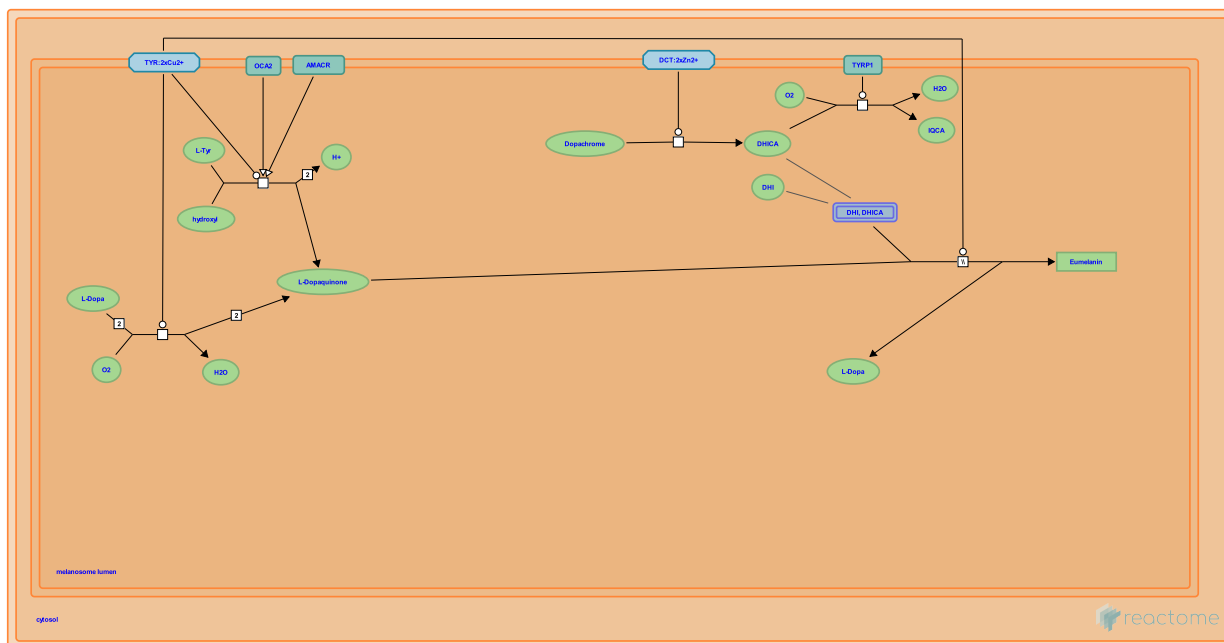 TYR:2xCu2+
OCA2
AMACR
DCT:2xZn2+
TYRP1
O2
H2O
IQCA
L-Tyr
H+
2
Dopachrome
DHICA
DHI
hydroxyl
DHI, DHICA
L-Dopaquinone
\\
Eumelanin
L-Dopa
2
2
O2
H2O
L-Dopa
melanosome lumen
cytosol
reactome